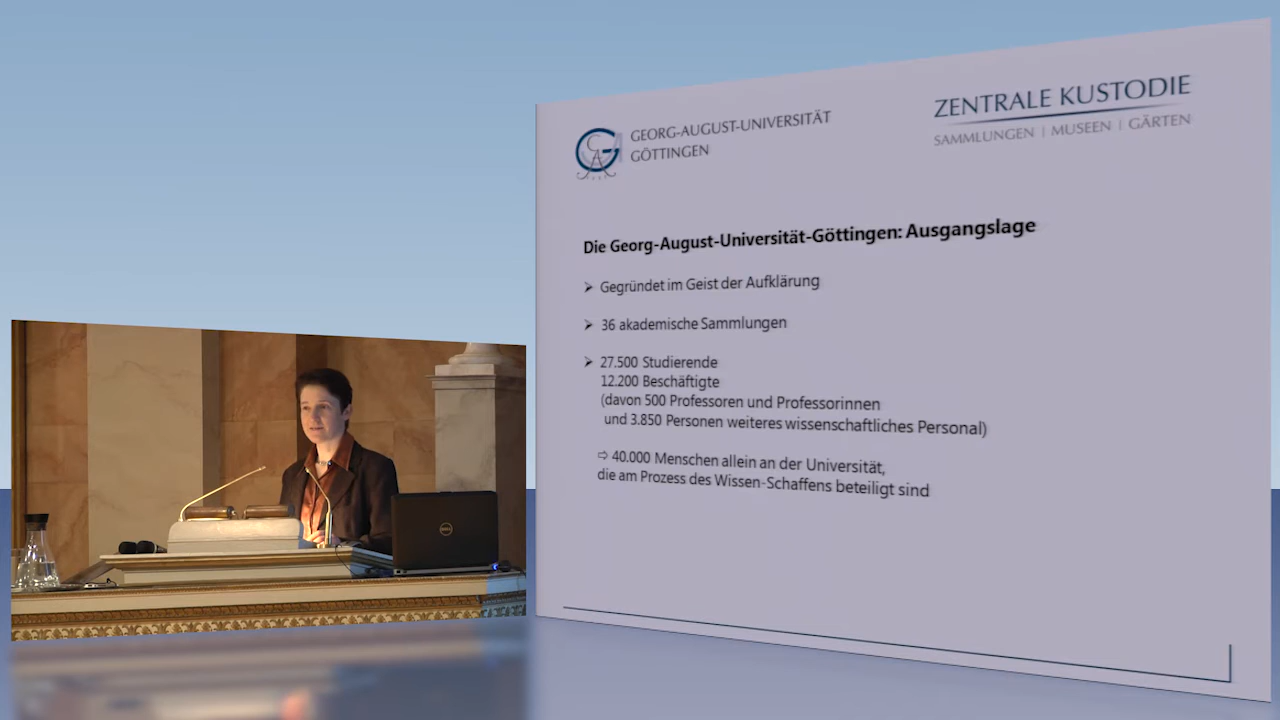 GEORG-AUGUST-UNIVERSITÄT
GÖTTINGEN
ZENTRALE KUSTODIE
SAMMLUNGEN | MUSEEN | GÄRTEN
Die Georg-August-Universität-Göttingen: Ausgangslage
➢ Gegründet im Geist der Aufklärung
➢ 36 akademische Sammlungen
➢ 27.500 Studierende
12.200 Beschäftigte
(davon 500 Professoren und Professorinnen
und 3.850 Personen weiteres wissenschaftliches Personal)
⇨ 40.000 Menschen allein an der Universität,
die am Prozess des Wissen-Schaffens beteiligt sind
DELL